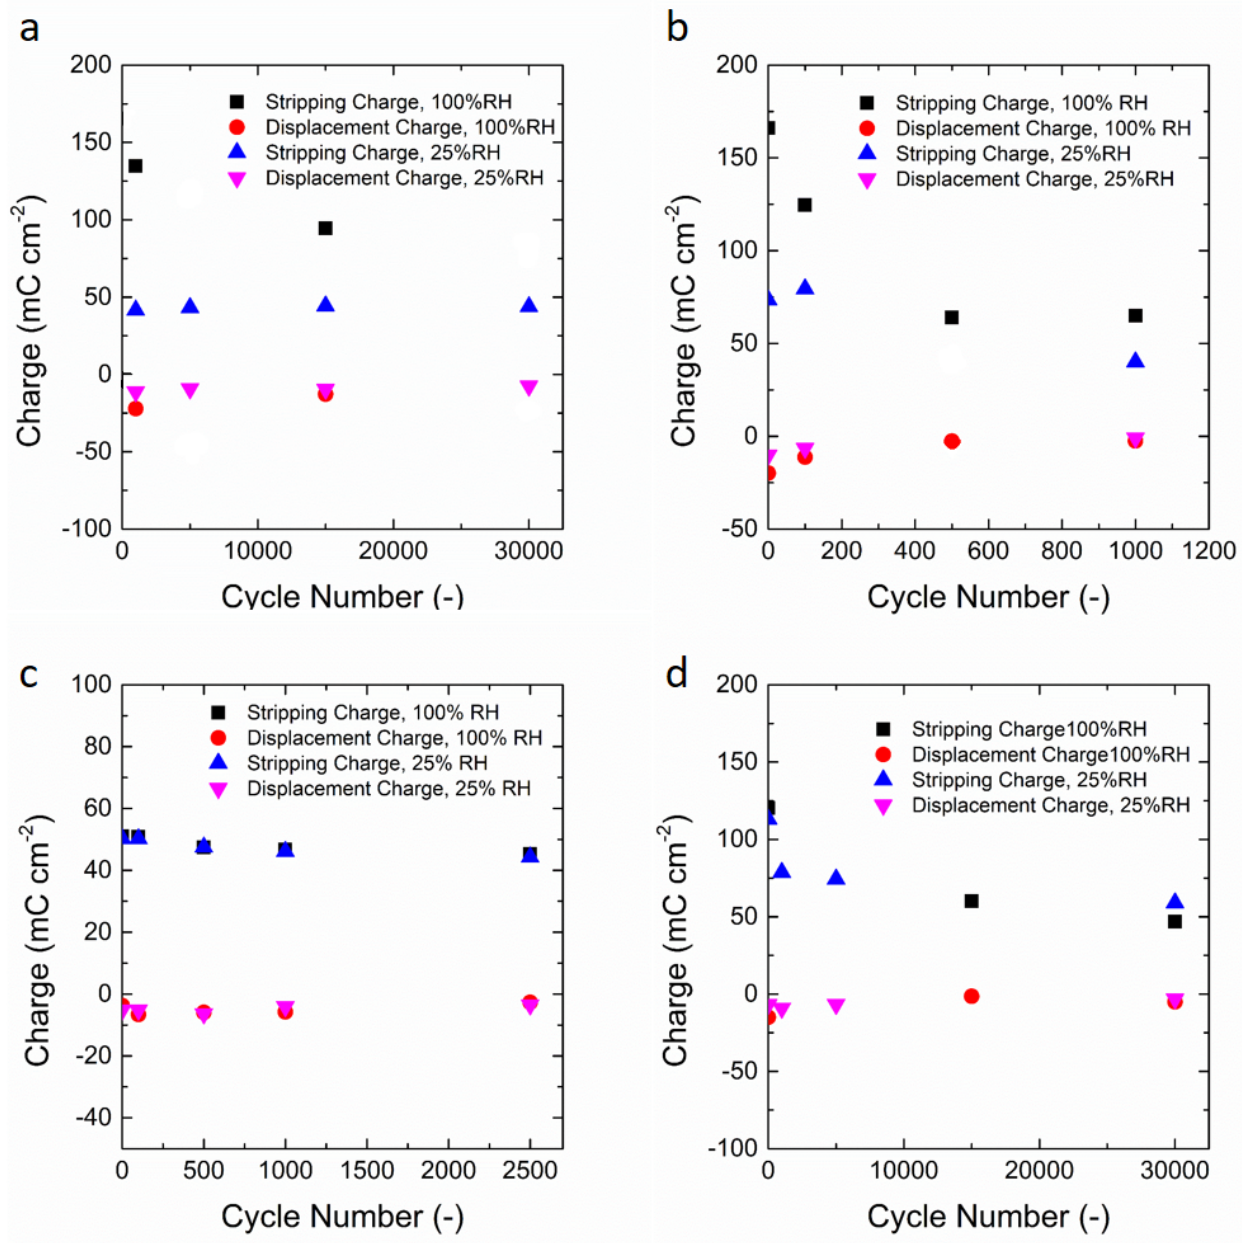 a
200
150
100
50
0
-50
-100
Charge (mC cm-2)
Stripping Charge, 100%RH
Displacement Charge, 100%RH
Stripping Charge, 25%RH
Displacement Charge, 25%RH
0 10000 20000 30000
Cycle Number (-)
b
200
150
100
50
0
-50
Charge (mC cm-2)
Stripping Charge, 100% RH
Displacement Charge, 100% RH
Stripping Charge, 25%RH
Displacement Charge, 25%RH
0 200 400 600 800 1000 1200
Cycle Number (-)
c
100
80
60
40
20
0
-20
-40
Charge (mC cm-2)
Stripping Charge, 100% RH
Displacement Charge, 100% RH
Stripping Charge, 25% RH
Displacement Charge, 25% RH
0 500 1000 1500 2000 2500
Cycle Number (-)
d
200
150
100
50
0
-50
-100
Charge (mC cm-2)
Stripping Charge100%RH
Displacement Charge100%RH
Stripping Charge, 25%RH
Displacement Charge, 25%RH
0 10000 20000 30000
Cycle Number (-)